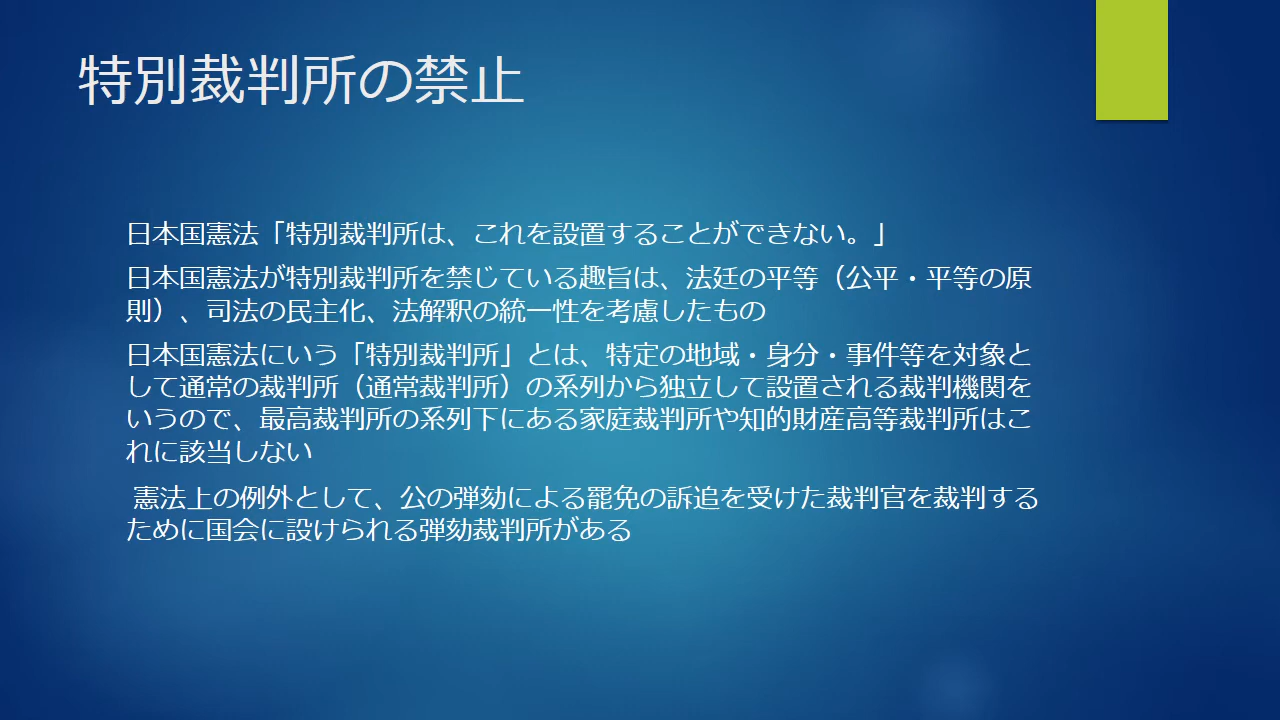 特別裁判所の禁止
日本国憲法「特別裁判所は、これを設置することができない。」
日本国憲法が特別裁判所を禁じている趣旨は、法廷の平等（公平・平等の原
則）、司法の民主化、法解釈の統一性を考慮したもの
日本国憲法にいう「特別裁判所」とは、特定の地域・身分・事件等を対象と
して通常の裁判所（通常裁判所）の系列から独立して設置される裁判機関を
いうので、最高裁判所の系列下にある家庭裁判所や知的財産高等裁判所はこ
れに該当しない
憲法上の例外として、公の弾劾による罷免の訴追を受けた裁判官を裁判する
ために国会に設けられる弾劾裁判所がある